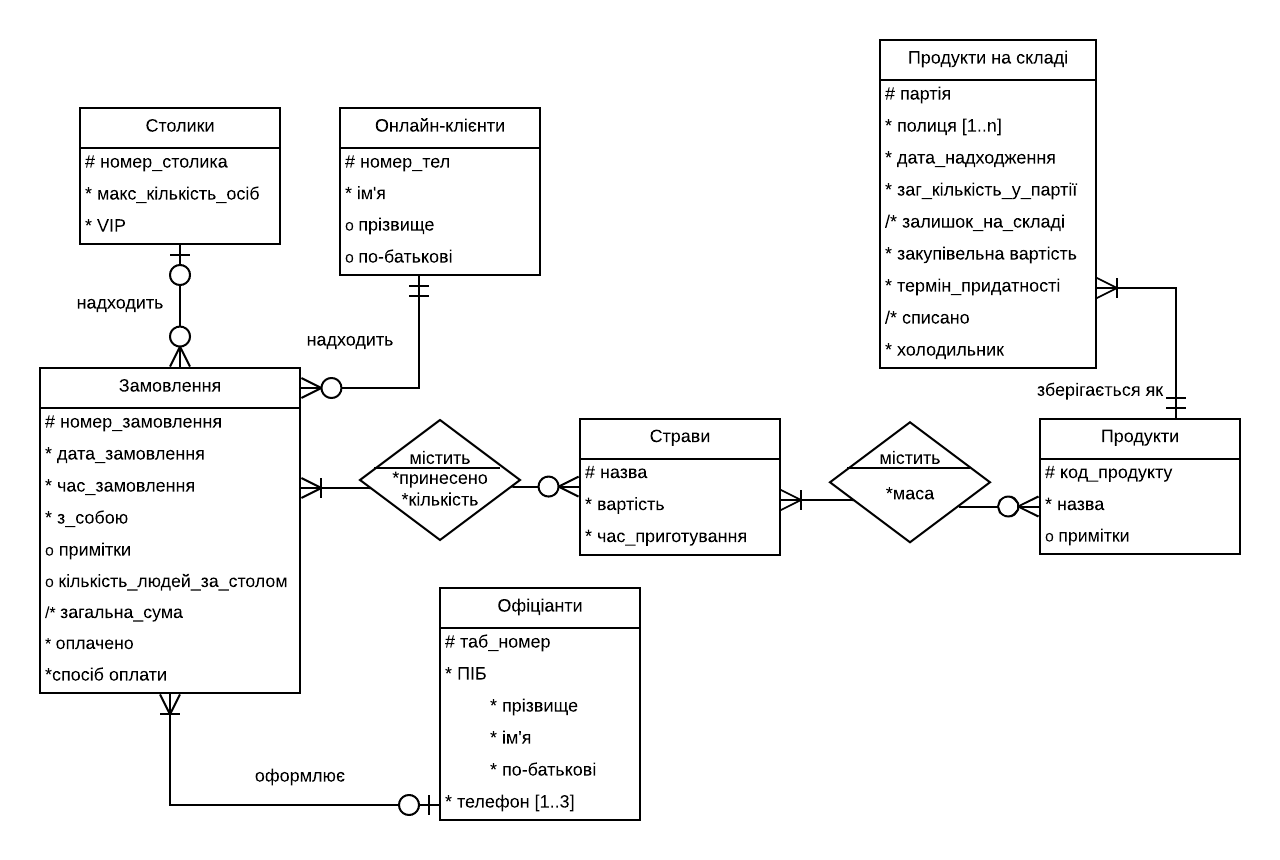 Продукти на складі
# партія
* полиця [1..n]
* дата_надходження
* заг_кількість_у_партії
/* залишок_на_складі
* закупівельна вартість
* термін_придатності
/* списано
* холодильник
Столики
# номер_столика
* макс_кількість_осіб
* VIP
Онлайн-клієнти
# номер_тел
* ім'я
o прізвище
o по-батькові
надходить
надходить
зберігається як
Замовлення
# номер_замовлення
* дата_замовлення
* час_замовлення
* з_собою
o примітки
o кількість_людей_за_столом
/* загальна_сума
* оплачено
*спосіб оплати
містить
*принесено
*кількість
Страви
# назва
* вартість
* час_приготування
містить
*маса
Продукти
# код_продукту
* назва
o примітки
Офіціанти
# таб_номер
* ПІБ
* прізвище
* ім'я
* по-батькові
* телефон [1..3]
оформлює